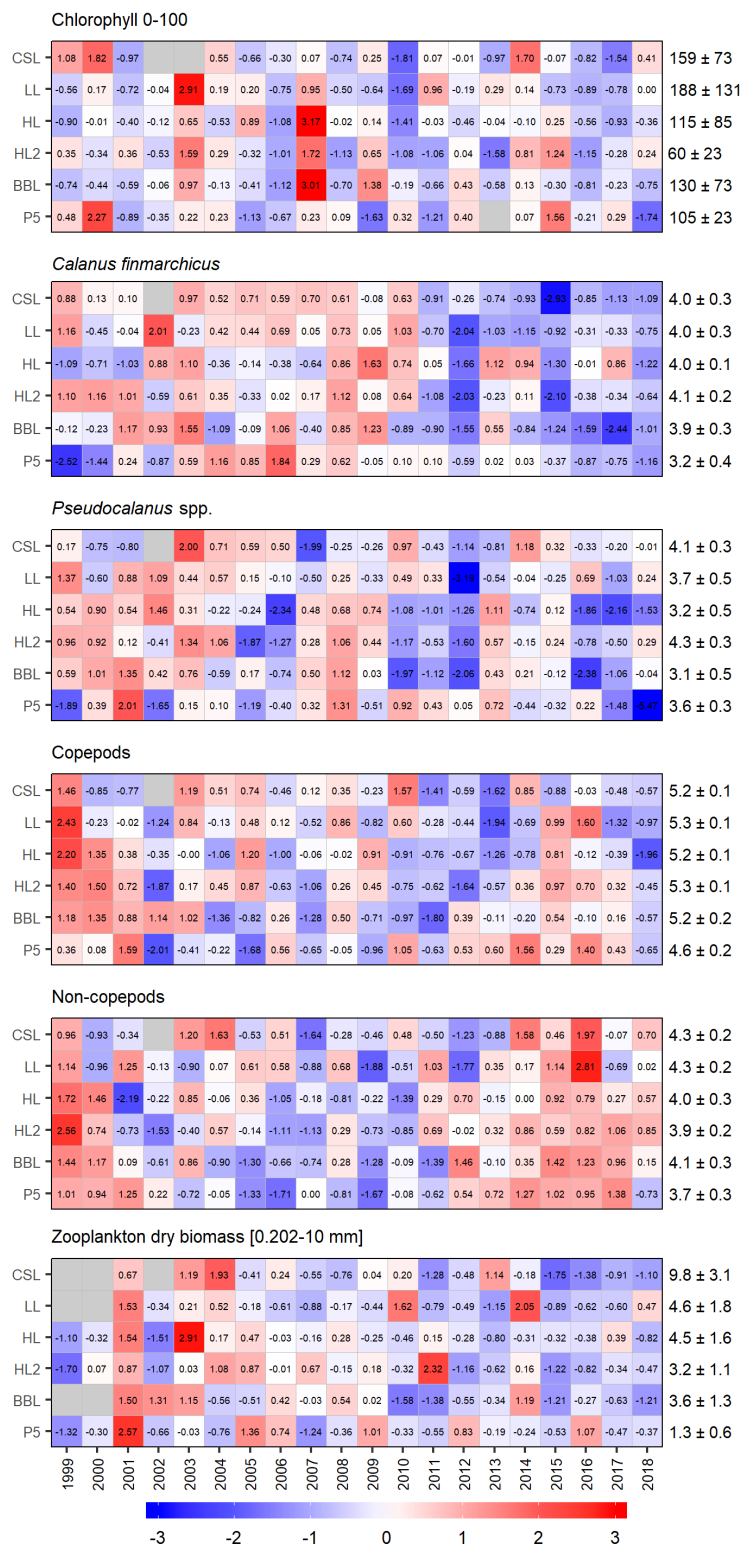 Chlorophyll 0-100
CSL 1.08 1.82 -0.97 0.55 -0.66 -0.30 0.07 -0.74 0.25 -1.81 0.07 -0.01 -0.97 1.70 -0.07 -0.82 -1.54 0.41 159 ± 73
LL -0.56 0.17 -0.72 -0.04 2.91 0.19 0.20 -0.75 0.95 -0.50 -0.64 -1.69 0.96 -0.19 0.29 0.14 -0.73 -0.89 -0.78 0.00 188 ± 131
HL -0.90 -0.01 -0.40 -0.12 0.65 -0.53 0.89 -1.08 3.17 -0.02 0.14 -1.41 -0.03 -0.46 -0.04 -0.10 0.25 -0.56 -0.93 -0.36 115 ± 85
HL2 0.35 -0.34 0.36 -0.53 1.59 0.29 -0.32 -1.01 1.72 -1.13 0.65 -1.08 -1.06 0.04 -1.58 0.81 1.24 -1.15 -0.28 0.24 60 ± 23
BBL -0.74 -0.44 -0.59 -0.06 0.97 -0.13 -0.41 -1.12 3.01 -0.70 1.38 -0.19 -0.66 0.43 -0.58 0.13 -0.30 -0.81 -0.23 -0.75 130 ± 73
P5 0.48 2.27 -0.89 -0.35 0.22 0.23 -1.13 -0.67 0.23 0.09 -1.63 0.32 -1.21 0.40 0.07 1.56 -0.21 0.29 -1.74 105 ± 23
Calanus finmarchicus
CSL 0.88 0.13 0.10 0.97 0.52 0.71 0.59 0.70 0.61 -0.08 0.63 -0.91 -0.26 -0.74 -0.93 -2.93 -0.85 -1.13 -1.09 4.0 ± 0.3
LL 1.16 -0.45 -0.04 2.01 -0.23 0.42 0.44 0.69 0.05 0.73 0.05 1.03 -0.70 -2.04 -1.03 -1.15 -0.92 -0.31 -0.33 -0.75 4.0 ± 0.3
HL -1.09 -0.71 -1.03 0.88 1.10 -0.36 -0.14 -0.38 -0.64 0.86 1.63 0.74 0.05 -1.66 1.12 0.94 -1.30 -0.01 0.86 -1.22 4.0 ± 0.1
HL2 1.10 1.16 1.01 -0.59 0.61 0.35 -0.33 0.02 0.17 1.12 0.08 0.64 -1.08 -2.03 -0.23 0.11 -2.10 -0.38 -0.34 -0.64 4.1 ± 0.2
BBL -0.12 -0.23 1.17 0.93 1.55 -1.09 -0.09 1.06 -0.40 0.85 1.23 -0.89 -0.90 -1.55 0.55 -0.84 -1.24 -1.59 -2.44 -1.01 3.9 ± 0.3
P5 -2.52 -1.44 0.24 -0.87 0.59 1.16 0.85 1.84 0.29 0.62 -0.05 0.10 0.10 -0.59 0.02 0.03 -0.37 -0.87 -0.75 -1.16 3.2 ± 0.4
Pseudocalanus spp.
CSL 0.17 -0.75 -0.80 2.00 0.71 0.59 0.50 -1.99 -0.25 -0.26 0.97 -0.43 -1.14 -0.81 1.18 0.32 -0.33 -0.20 -0.01 4.1 ± 0.3
LL 1.37 -0.60 0.88 1.09 0.44 0.57 0.15 -0.10 -0.50 0.25 -0.33 0.49 0.33 -0.54 -0.04 -0.25 0.69 -1.03 0.24 3.7 ± 0.5
HL 0.54 0.90 0.54 1.46 0.31 -0.22 -0.24 -2.34 0.48 0.68 0.74 -1.08 -1.01 -1.26 1.11 -0.74 0.12 -1.86 -2.16 -1.53 3.2 ± 0.5
HL2 0.96 0.92 0.12 -0.41 1.34 1.06 -1.87 -1.27 0.28 1.06 0.44 -1.17 -0.53 -1.60 0.57 -0.15 0.24 -0.78 -0.50 0.29 4.3 ± 0.3
BBL 0.59 1.01 1.35 0.42 0.76 -0.59 0.17 -0.74 0.50 1.12 0.03 -1.97 -1.12 -2.06 0.43 0.21 -0.12 -2.38 -1.06 -0.04 3.1 ± 0.5
P5 -1.89 0.39 2.01 -1.65 0.15 0.10 -1.19 -0.40 0.32 1.31 -0.51 0.92 0.43 0.05 0.72 -0.44 -0.32 0.22 -1.48 3.6 ± 0.3
Copepods
CSL 1.46 -0.85 -0.77 1.19 0.51 0.74 -0.46 0.12 0.35 -0.23 1.57 -1.41 -0.59 -1.62 0.85 -0.88 -0.03 -0.48 -0.57 5.2 ± 0.1
LL 2.43 -0.23 -0.02 -1.24 0.84 -0.13 0.48 0.12 -0.52 0.86 -0.82 0.60 -0.28 -0.44 -1.94 -0.69 0.99 1.60 -1.32 -0.97 5.3 ± 0.1
HL 2.20 1.35 0.38 -0.35 -0.00 -1.06 1.20 -1.00 -0.06 -0.02 0.91 -0.91 -0.76 -0.67 -1.26 -0.78 0.81 -0.12 -0.39 -1.96 5.2 ± 0.1
HL2 1.40 1.50 0.72 -1.87 0.17 0.45 0.87 -0.63 -1.06 0.26 0.45 -0.75 -0.62 -1.64 -0.57 0.36 0.97 0.70 0.32 -0.45 5.3 ± 0.1
BBL 1.18 1.35 0.88 1.14 1.02 -1.36 -0.82 0.26 -1.28 0.50 -0.71 -0.97 -1.80 0.39 -0.11 -0.20 0.54 -0.10 0.16 -0.57 5.2 ± 0.2
P5 0.36 0.08 1.59 -2.01 -0.41 -0.22 -1.68 0.56 -0.65 -0.05 -0.96 1.05 -0.63 0.53 0.60 1.56 0.29 1.40 0.43 -0.65 4.6 ± 0.2
Non-copepods
CSL 0.96 -0.93 -0.34 1.20 1.63 -0.53 0.51 -1.64 -0.28 -0.46 0.48 -0.50 -1.23 -0.88 1.58 0.46 1.97 -0.07 0.70 4.3 ± 0.2
LL 1.14 -0.96 1.25 -0.13 -0.90 0.07 0.61 0.58 -0.88 0.68 -1.88 -0.51 1.03 -1.77 0.35 0.17 1.14 2.81 -0.69 0.02 4.3 ± 0.2
HL 1.72 1.46 -2.19 -0.22 0.85 -0.06 0.36 -1.05 -0.18 -0.81 -0.22 -1.39 0.29 0.70 -0.15 0.00 0.92 0.79 0.27 0.57 4.0 ± 0.3
HL2 2.56 0.74 -0.73 -1.53 -0.40 0.57 -0.14 -1.11 -1.13 0.29 -0.73 -0.85 0.69 -0.02 0.32 0.86 0.59 0.82 1.06 0.85 3.9 ± 0.2
BBL 1.44 1.17 0.09 -0.61 0.86 -0.90 -1.30 -0.66 -0.74 0.28 -1.28 -0.09 -1.39 1.46 -0.10 0.35 1.42 1.23 0.96 0.15 4.1 ± 0.3
P5 1.01 0.94 1.25 0.22 -0.72 -0.05 -1.33 -1.71 0.00 -0.81 -1.67 -0.08 -0.62 0.54 0.72 1.27 1.02 0.95 1.38 -0.73 3.7 ± 0.3
Zooplankton dry biomass [0.202-10 mm]
CSL 0.67 1.19 1.93 -0.41 0.24 -0.55 -0.76 0.04 0.20 -1.28 -0.48 1.14 -0.18 -1.75 -1.38 -0.91 -1.10 9.8 ± 3.1
LL 1.53 -0.34 0.21 0.52 -0.18 -0.61 -0.88 -0.17 -0.44 1.62 -0.79 -0.49 -1.15 2.05 -0.89 -0.62 -0.60 0.47 4.6 ± 1.8
HL -1.10 -0.32 1.54 -1.51 2.91 0.17 0.47 -0.03 -0.16 0.28 -0.25 -0.46 0.15 -0.28 -0.80 -0.31 -0.32 -0.32 0.39 -0.82 4.5 ± 1.6
HL2 -1.70 0.07 0.87 -1.07 0.03 1.08 0.87 -0.01 0.67 -0.15 0.18 -0.32 2.32 -1.16 -0.62 0.16 -1.22 -0.82 -0.34 -0.47 3.2 ± 1.1
BBL 1.50 1.31 1.15 -0.56 -0.51 0.42 -0.03 0.54 0.02 -1.58 -1.38 -0.55 -0.34 1.19 -1.21 -0.27 -0.63 -1.21 3.6 ± 1.3
P5 -1.32 -0.30 2.57 -0.66 -0.03 -0.76 1.36 0.74 -1.24 -0.36 1.01 -0.33 -0.55 0.83 -0.19 -0.24 -0.53 1.07 -0.47 -0.37 1.3 ± 0.6
1999 2000 2001 2002 2003 2004 2005 2006 2007 2008 2009 2010 2011 2012 2013 2014 2015 2016 2017 2018
-3 -2 -1 0 1 2 3